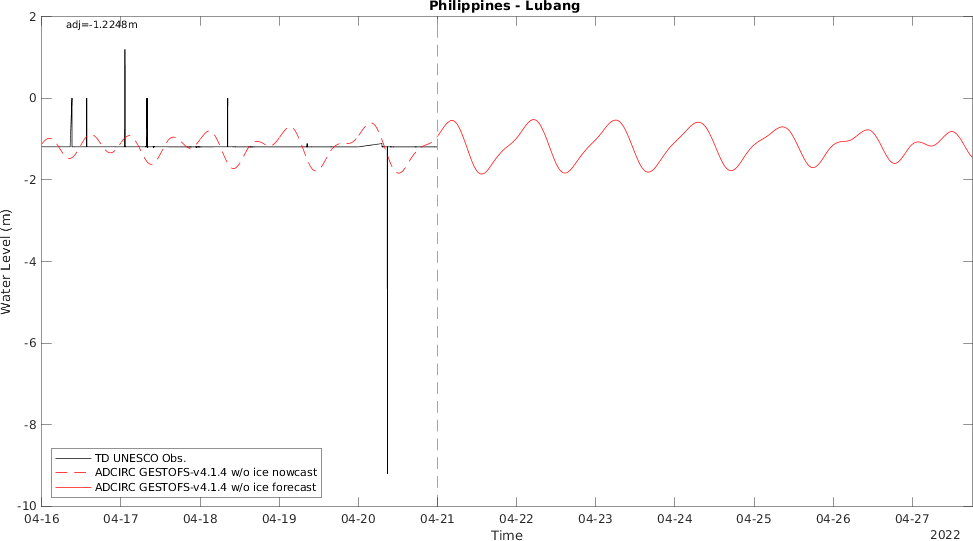 Philippines - Lubang
adj=-1.2248m
2
0
-2
-4
-6
-8
-10
Water Level (m)
TD UNESCO Obs.
ADCIRC GESTOFS-v4.1.4 w/o ice nowcast
ADCIRC GESTOFS-v4.1.4 w/o ice forecast
04-16 04-17 04-18 04-19 04-20 04-21 04-22 04-23 04-24 04-25 04-26 04-27
Time
2022